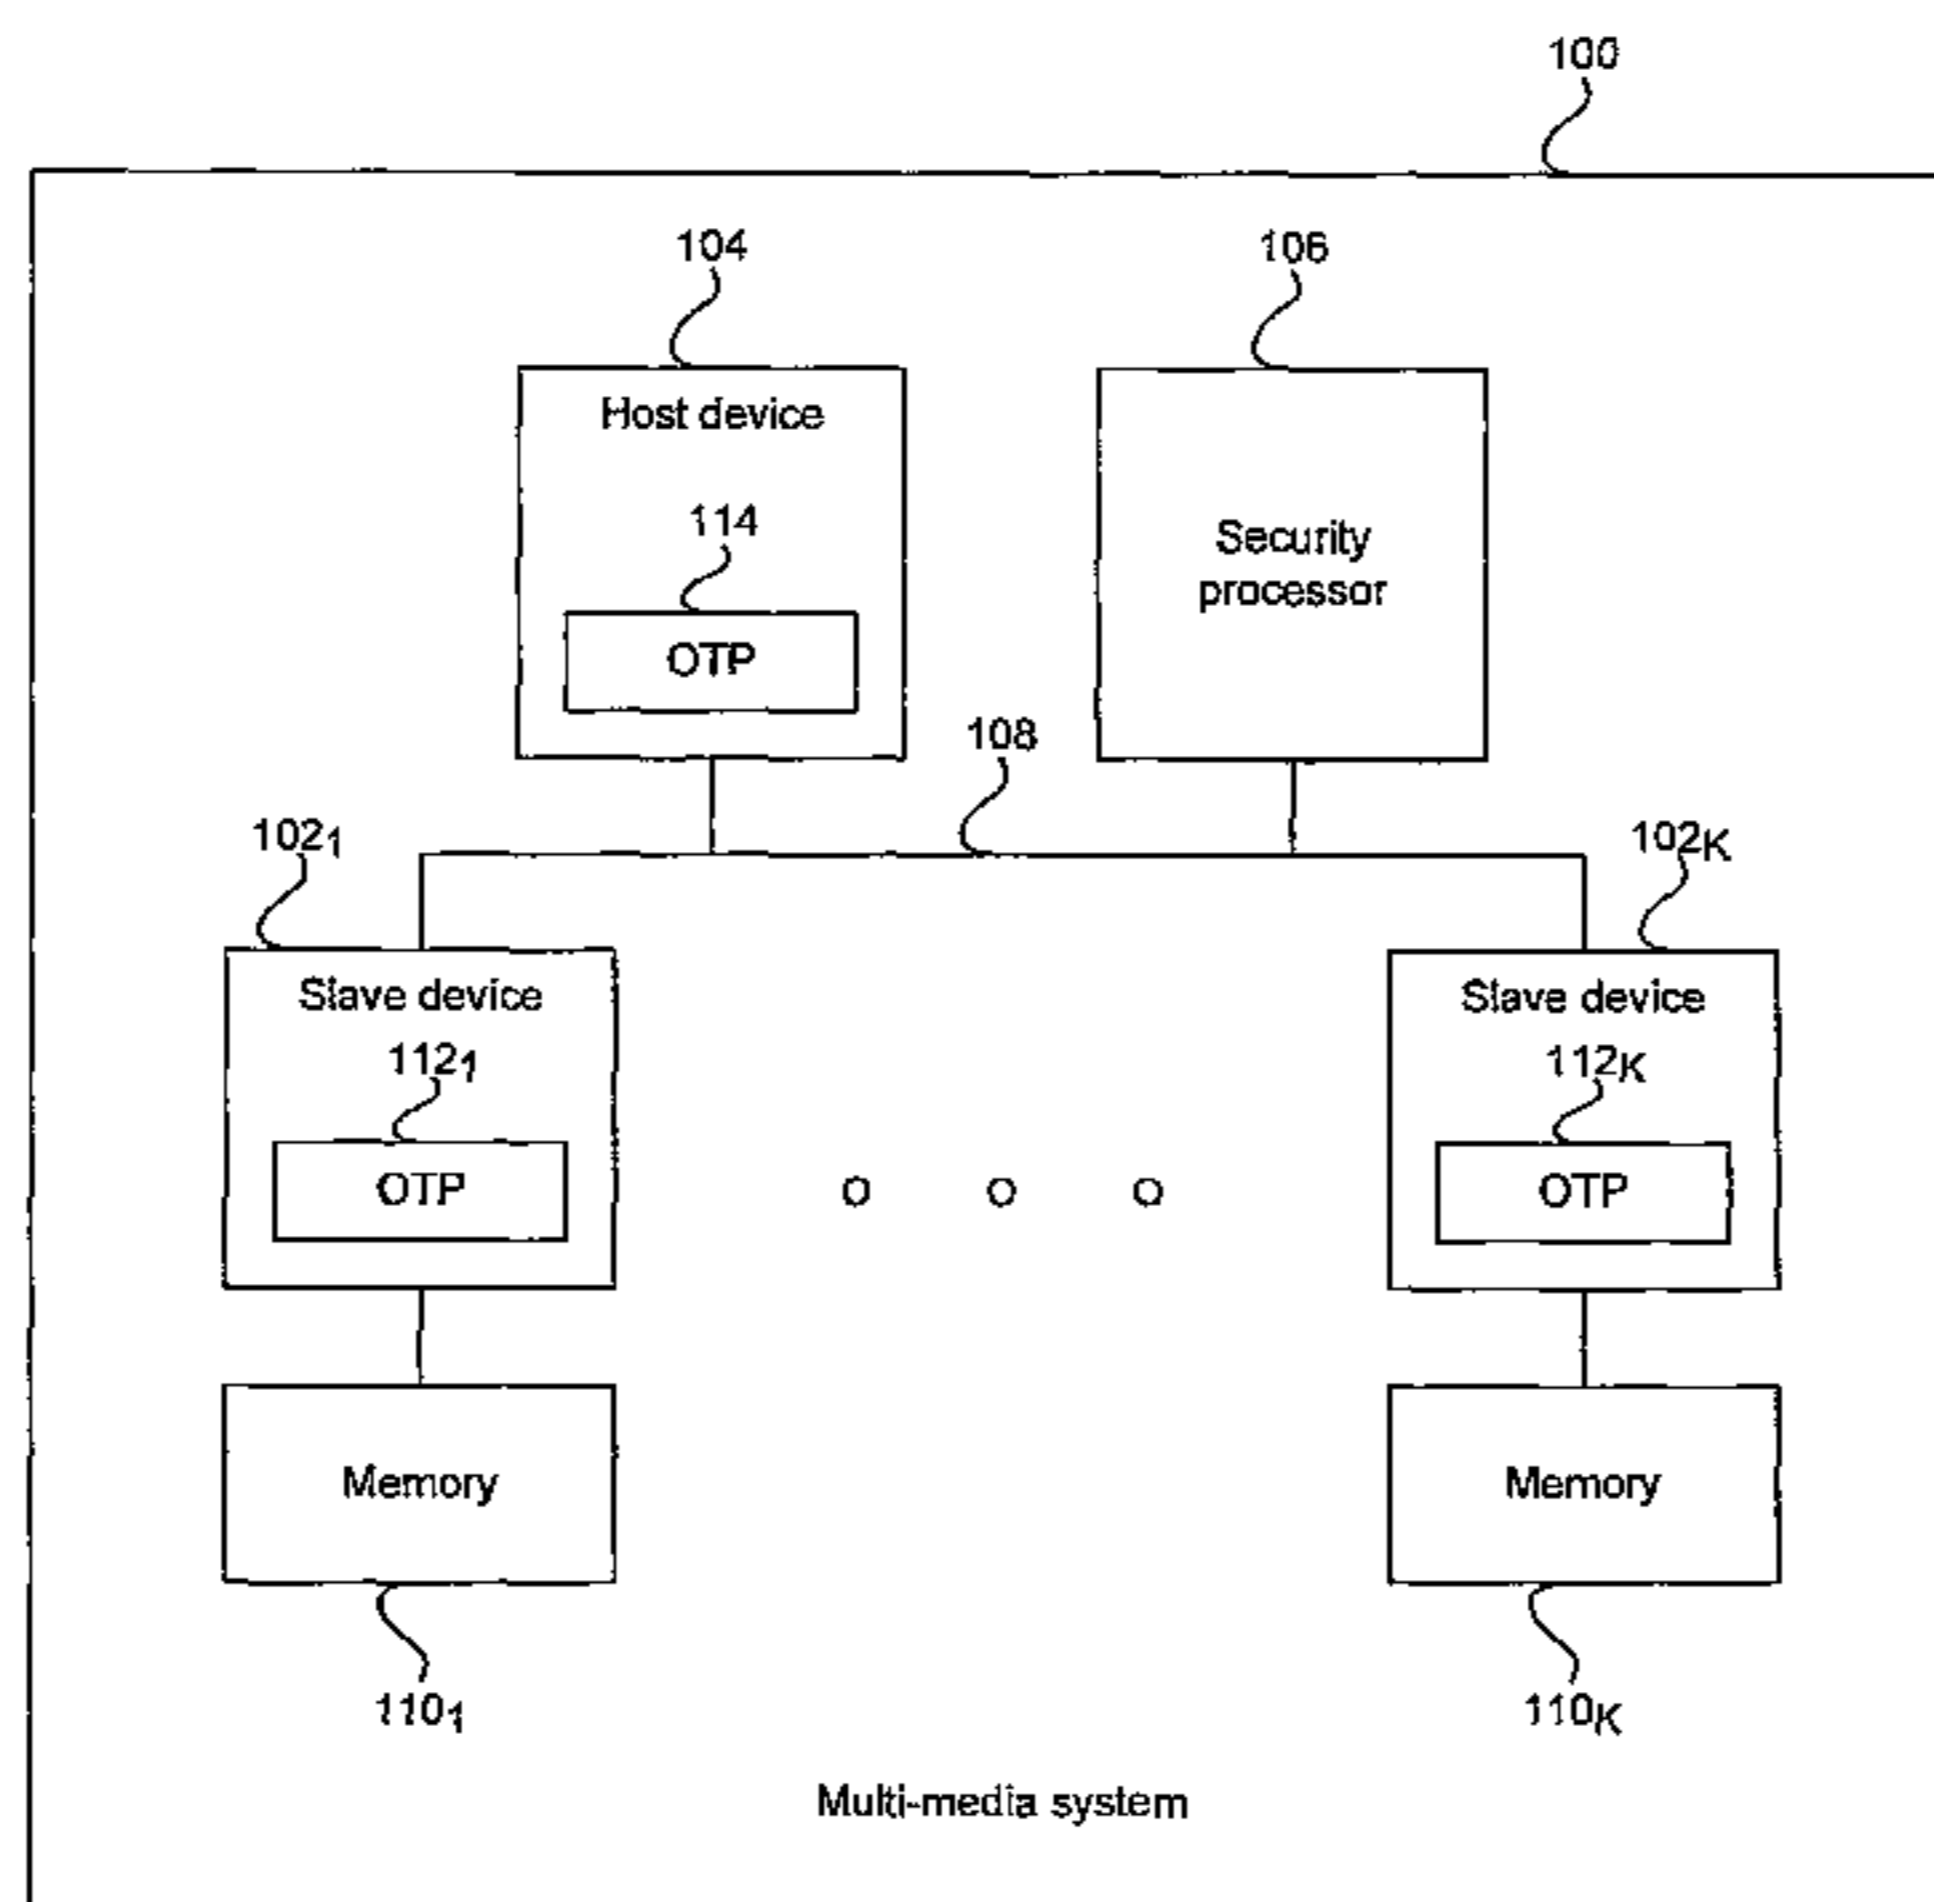 100
104
106
Host device
114
OTP
Security
processor
108
102₁
102K
Slave device
112₁
OTP
Slave device
112K
OTP
Memory
Memory
110₁
110K
Multi-media system